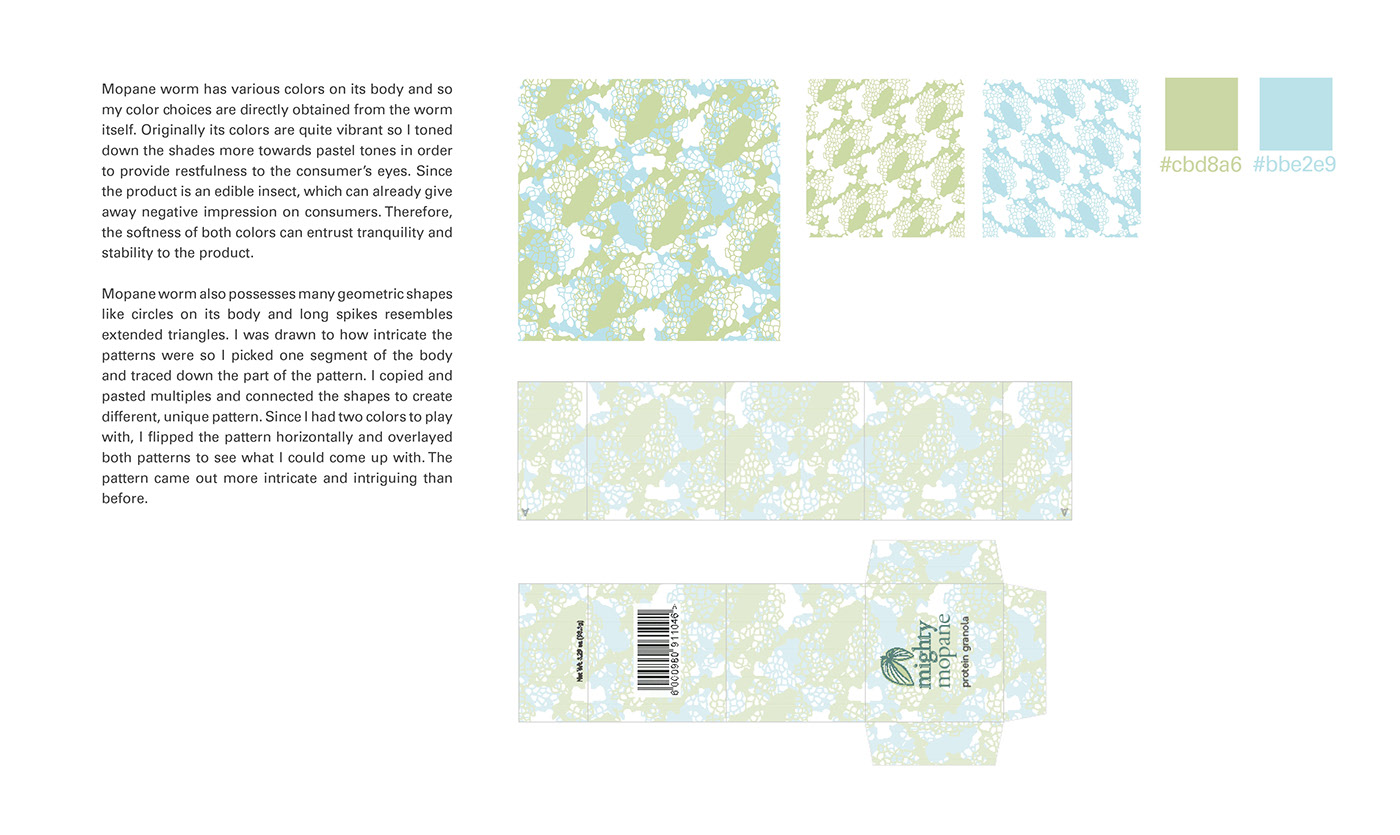 Mopane worm has various colors on its body and so
my color choices are directly obtained from the worm
itself. Originally its colors are quite vibrant so I toned
down the shades more towards pastel tones in order
to provide restfulness to the consumer's eyes. Since
the product is an edible insect, which can already give
away negative impression on consumers. Therefore,
the softness of both colors can entrust tranquility and
stability to the product.
Mopane worm also possesses many geometric shapes
like circles on its body and long spikes resembles
extended triangles. I was drawn to how intricate the
patterns were so I picked one segment of the body
and traced down the part of the pattern. I copied and
pasted multiples and connected the shapes to create
different, unique pattern. Since I had two colors to play
with, I flipped the pattern horizontally and overlayed
both patterns to see what I could come up with. The
pattern came out more intricate and intriguing than
before.
#cbd8a6
#bbe2e9
Net Wt.
6 000980 911046 >
mighty
mopane
protein granola